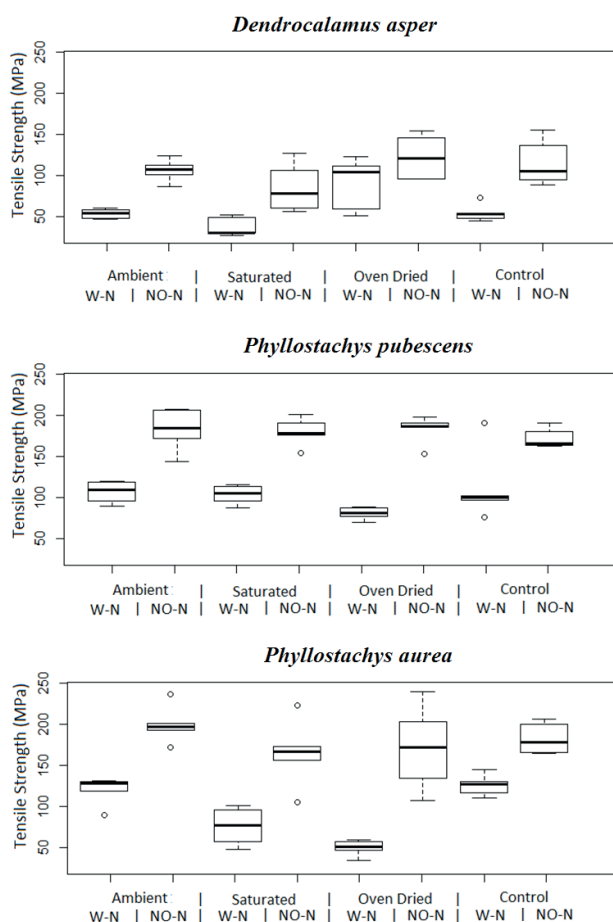 Dendrocalamus asper
Tensile Strength (MPa)
250
200
150
100
50
Ambient | Saturated | Oven Dried | Control
W-N | NO-N | W-N | NO-N | W-N | NO-N | W-N | NO-N
Phyllostachys pubescens
Tensile Strength (MPa)
250
200
150
100
50
Ambient | Saturated | Oven Dried | Control
W-N | NO-N | W-N | NO-N | W-N | NO-N | W-N | NO-N
Phyllostachys aurea
Tensile Strength (MPa)
250
200
150
100
50
Ambient | Saturated | Oven Dried | Control
W-N | NO-N | W-N | NO-N | W-N | NO-N | W-N | NO-N